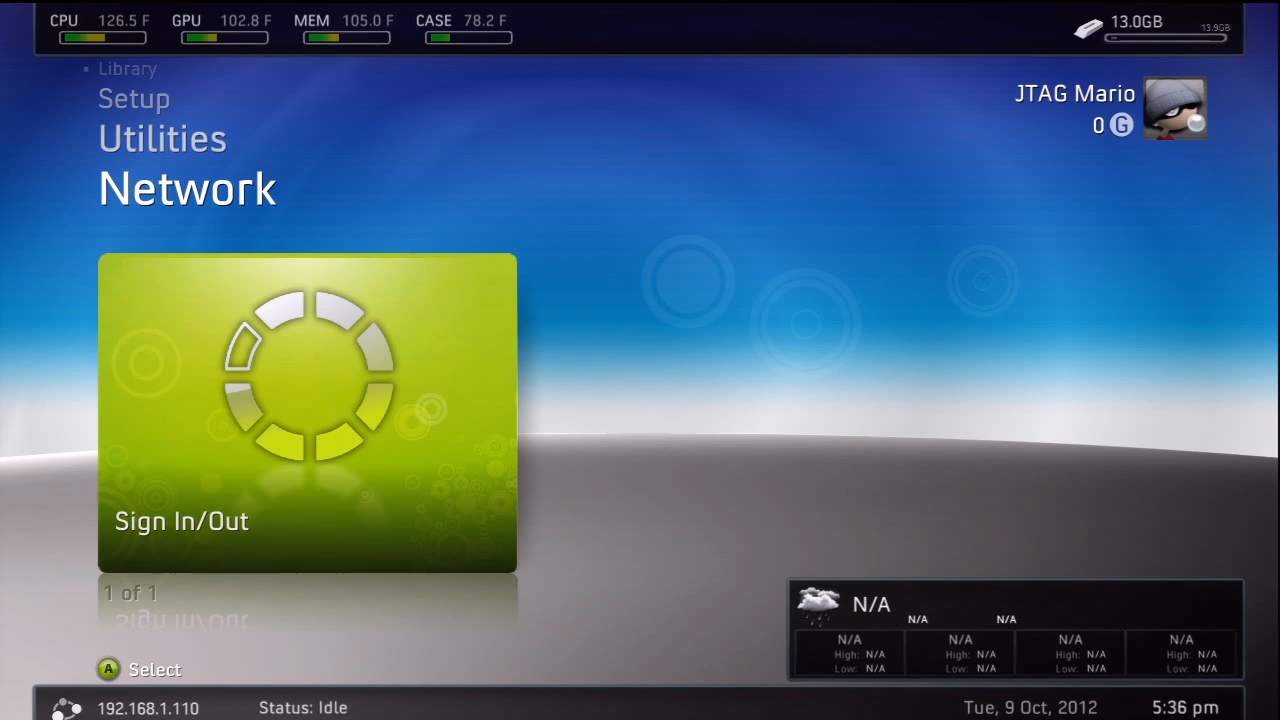 CPU 126.5 F GPU 102.8 F MEM 105.0 F CASE 78.2 F
13.0GB 13.9GB
• Library
Setup
Utilities
Network
JTAG Mario
0 G
Sign In/Out
1 of 1
N/A
N/A N/A
N/A N/A N/A N/A
High: N/A High: N/A High: N/A High: N/A
Low: N/A Low: N/A Low: N/A Low: N/A
A Select
192.168.1.110 Status: Idle Tue, 9 Oct, 2012 5:36 pm